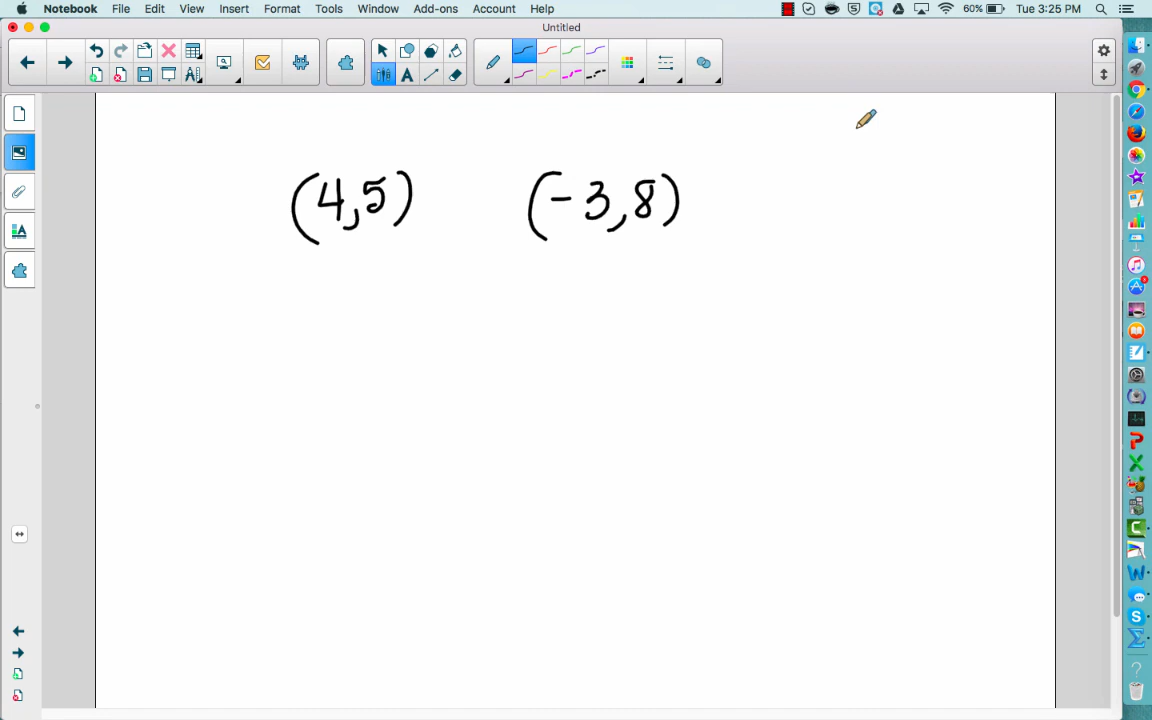 Notebook File Edit View Insert Format Tools Window Add-ons Account Help 60% Tue 3:25 PM
Untitled
(4,5) (-3,8)